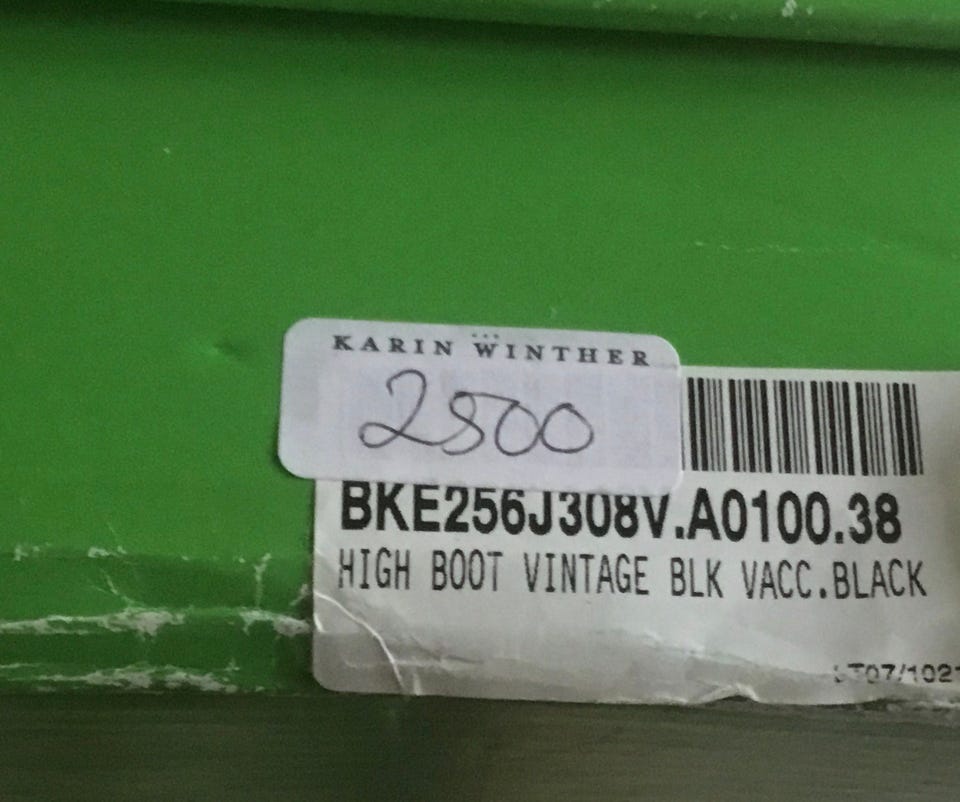 KARIN WINTHER
2500
BKE256J308V.A0100.38
HIGH BOOT VINTAGE BLK VACC.BLACK